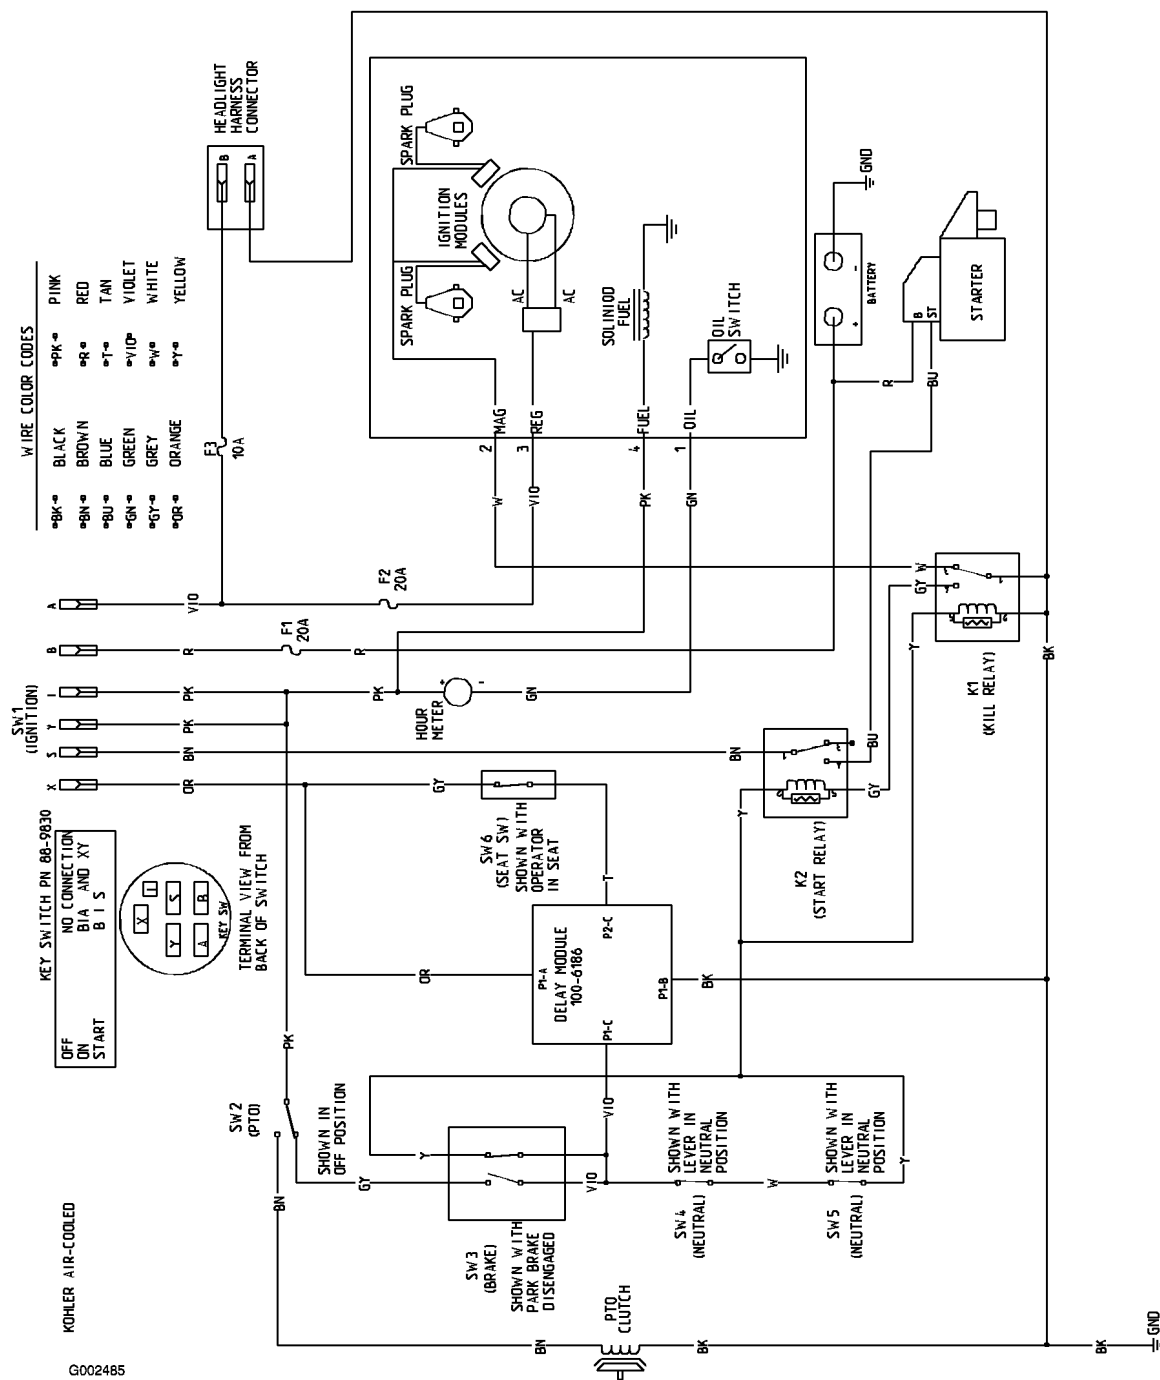 HEADLIGHT
HARNESS
CONNECTOR
B
A
WIRE COLOR CODES
BK BLACK PK PINK
BN BROWN R RED
BU BLUE T TAN
GN GREEN VIO VIOLET
GY GREY W WHITE
OR ORANGE Y YELLOW
F3
10A
SPARK PLUG
IGNITION
MODULES
SPARK PLUG
AC
AC
SOLINIOD
FUEL
OIL
SWITCH
MAG
REG
FUEL
OIL
2
3
4
1
W
VIO
PK
GN
GND
BATTERY
+
-
B
ST
STARTER
R
BU
SW1
(IGNITION)
A
B
I
Y
S
X
VIO
F2
20A
R
F1
20A
R
PK
PK
HOUR
METER
+
-
GN
PK
BN
BN
OR
GY
W
GY
Y
BK
K1
(KILL RELAY)
BU
GY
Y
K2
(START RELAY)
SW6
(SEAT SW)
SHOWN WITH
OPERATOR
IN SEAT
T
KEY SWITCH PN 88-9830
OFF NO CONNECTION
ON BIA AND XY
START B I S
X
I
Y
S
A
B
KEY SW
TERMINAL VIEW FROM
BACK OF SWITCH
OR
P1-A
P2-C
DELAY MODULE
100-6186
P1-C
P1-B
BK
PK
SW2
(PTO)
SHOWN IN
OFF POSITION
BN
GY
Y
VIO
VIO
SW3
(BRAKE)
SHOWN WITH
PARK BRAKE
DISENGAGED
SHOWN WITH
LEVER IN
NEUTRAL
POSITION
SW4
(NEUTRAL)
W
SHOWN WITH
LEVER IN
NEUTRAL
POSITION
SW5
(NEUTRAL)
Y
KOHLER AIR-COOLED
BN
PTO
CLUTCH
BK
BK
GND
G002485